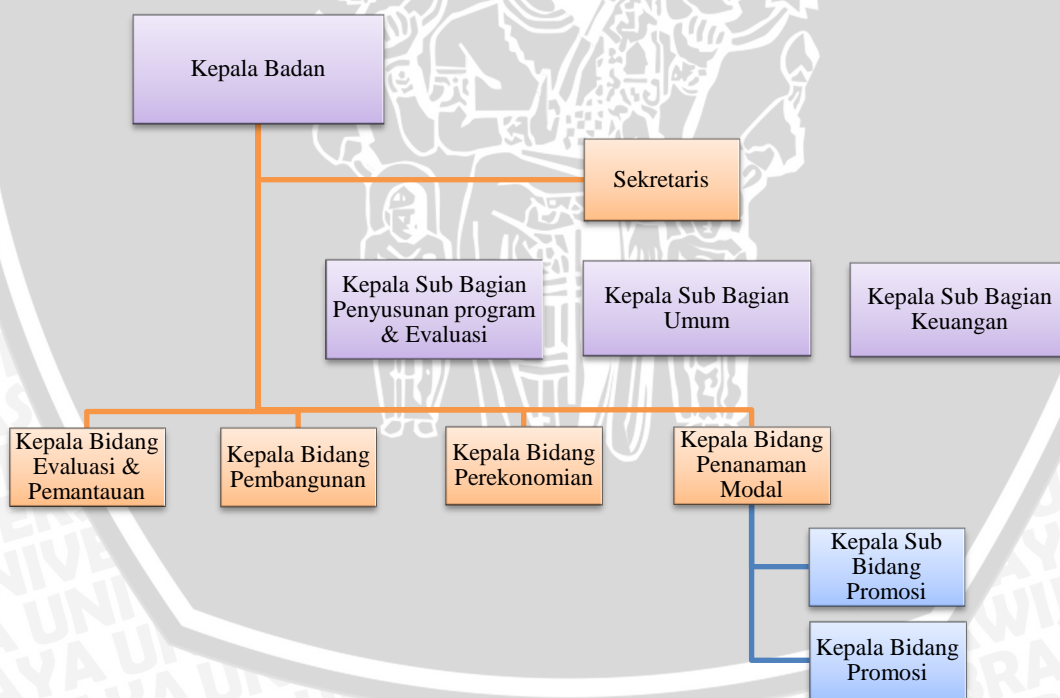 Kepala Badan
Sekretaris
Kepala Sub Bagian
Penyusunan program
& Evaluasi
Kepala Sub Bagian
Umum
Kepala Sub Bagian
Keuangan
Kepala Bidang
Evaluasi &
Pemantauan
Kepala Bidang
Pembangunan
Kepala Bidang
Perekonomian
Kepala Bidang
Penanaman
Modal
Kepala Sub
Bidang
Promosi
Kepala Bidang
Promosi